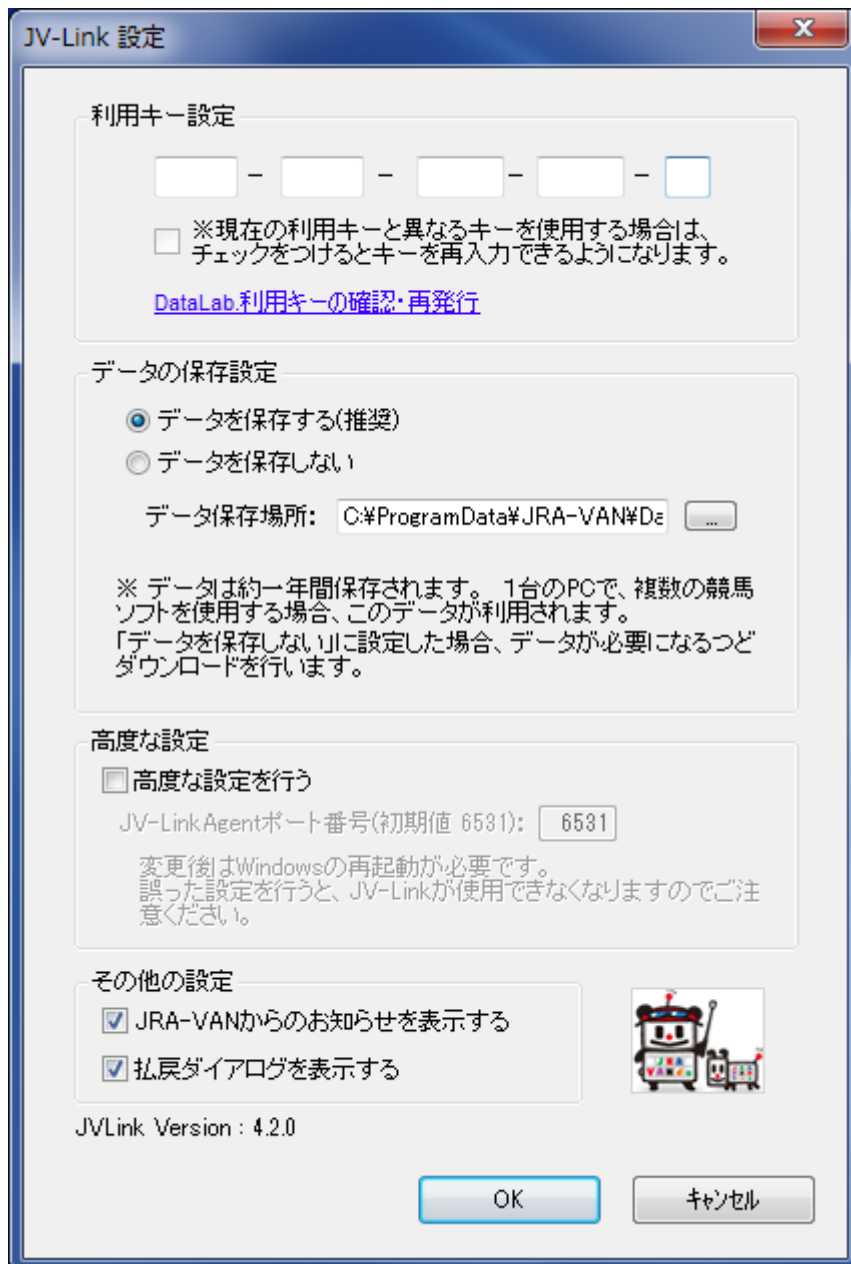 JV-Link 設定
利用キー設定
- - - -
※現在の利用キーと異なるキーを使用する場合は、
チェックをつけるとキーを再入力できるようになります。
DataLab.利用キーの確認・再発行
データの保存設定
データを保存する(推奨)
データを保存しない
データ保存場所: C:¥ProgramData¥JRA-VAN¥Da ...
※ データは約一年間保存されます。 1台のPCで、複数の競馬
ソフトを使用する場合、このデータが利用されます。
「データを保存しない」に設定した場合、データが必要になるつど
ダウンロードを行います。
高度な設定
高度な設定を行う
JV-LinkAgentポート番号(初期値 6531): 6531
変更後はWindowsの再起動が必要です。
誤った設定を行うと、JV-Linkが使用できなくなりますのでご注
意ください。
その他の設定
JRA-VANからのお知らせを表示する
払戻ダイアログを表示する
JVLink Version : 4.2.0
OK キャンセル